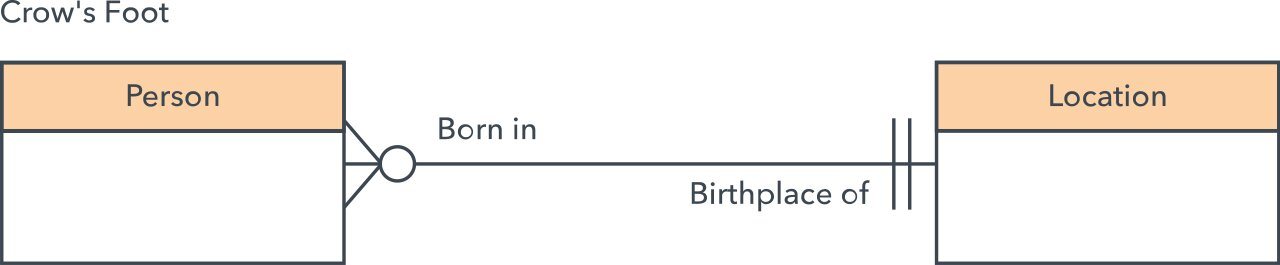 Crow's Foot
Person
Location
Born in
Birthplace of